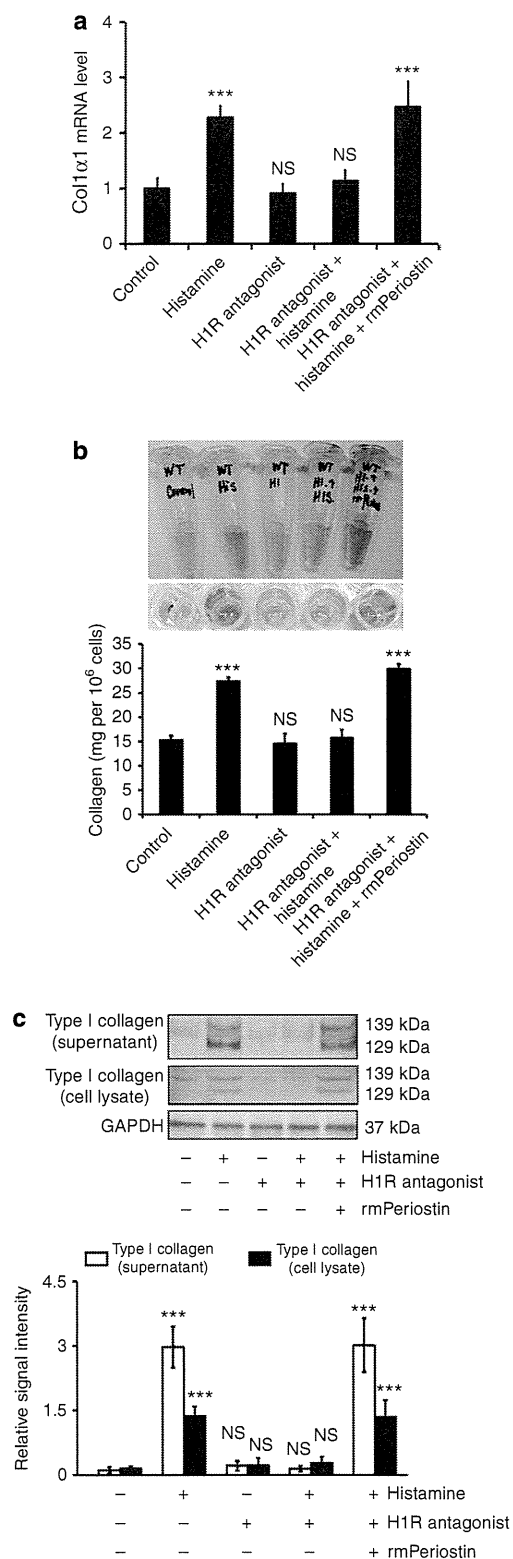 a
Col1α1 mRNA level
4
3
2
1
0
***
NS
NS
***
Control
Histamine
H1R antagonist
H1R antagonist +
histamine
H1R antagonist +
histamine + rmPeriostin
b
WT
WT
WT
WT
WT
His
H1
Collagen (mg per 10⁶ cells)
35
30
25
20
15
10
5
0
***
NS
NS
***
Control
Histamine
H1R antagonist
H1R antagonist +
histamine
H1R antagonist +
histamine + rmPeriostin
c
Type I collagen
(supernatant)
139 kDa
129 kDa
Type I collagen
(cell lysate)
139 kDa
129 kDa
GAPDH
37 kDa
– + – + + Histamine
– – + + + H1R antagonist
– – – – + rmPeriostin
Type I collagen
(supernatant)
Type I collagen
(cell lysate)
Relative signal intensity
4.5
3
1.5
0
***
***
NS
NS
NS
NS
***
***
– + – + + Histamine
– – + + + H1R antagonist
– – – – + rmPeriostin